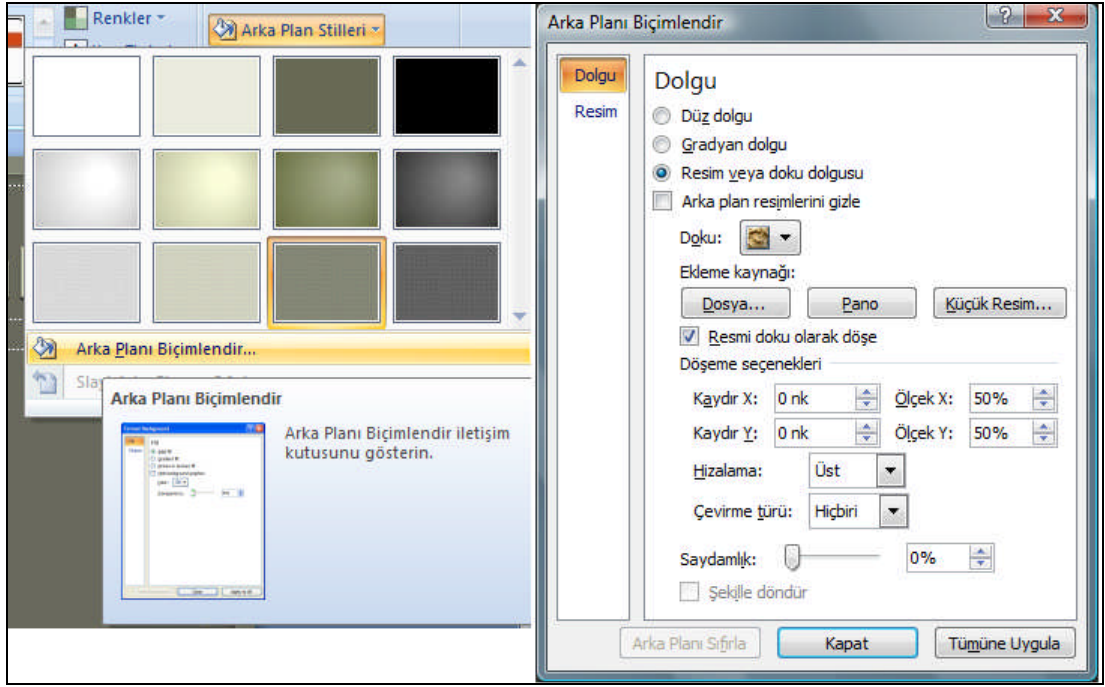 Renkler
Arka Plan Stilleri
Arka Planı Biçimlendir...
Arka Planı Biçimlendir
Arka Planı Biçimlendir iletişim
kutusunu gösterin.
Arka Planı Biçimlendir
Dolgu
Resim
Dolgu
Düz dolgu
Gradyan dolgu
Resim veya doku dolgusu
Arka plan resimlerini gizle
Doku:
Ekleme kaynağı:
Dosya... Pano Küçük Resim...
Resmi doku olarak döşe
Döşeme seçenekleri
Kaydır X: 0 nk Ölçek X: 50%
Kaydır Y: 0 nk Ölçek Y: 50%
Hizalama: Üst
Çevirme türü: Hiçbiri
Saydamlık: 0%
Şekille döndür
Arka Planı Sıfırla Kapat Tümüne Uygula